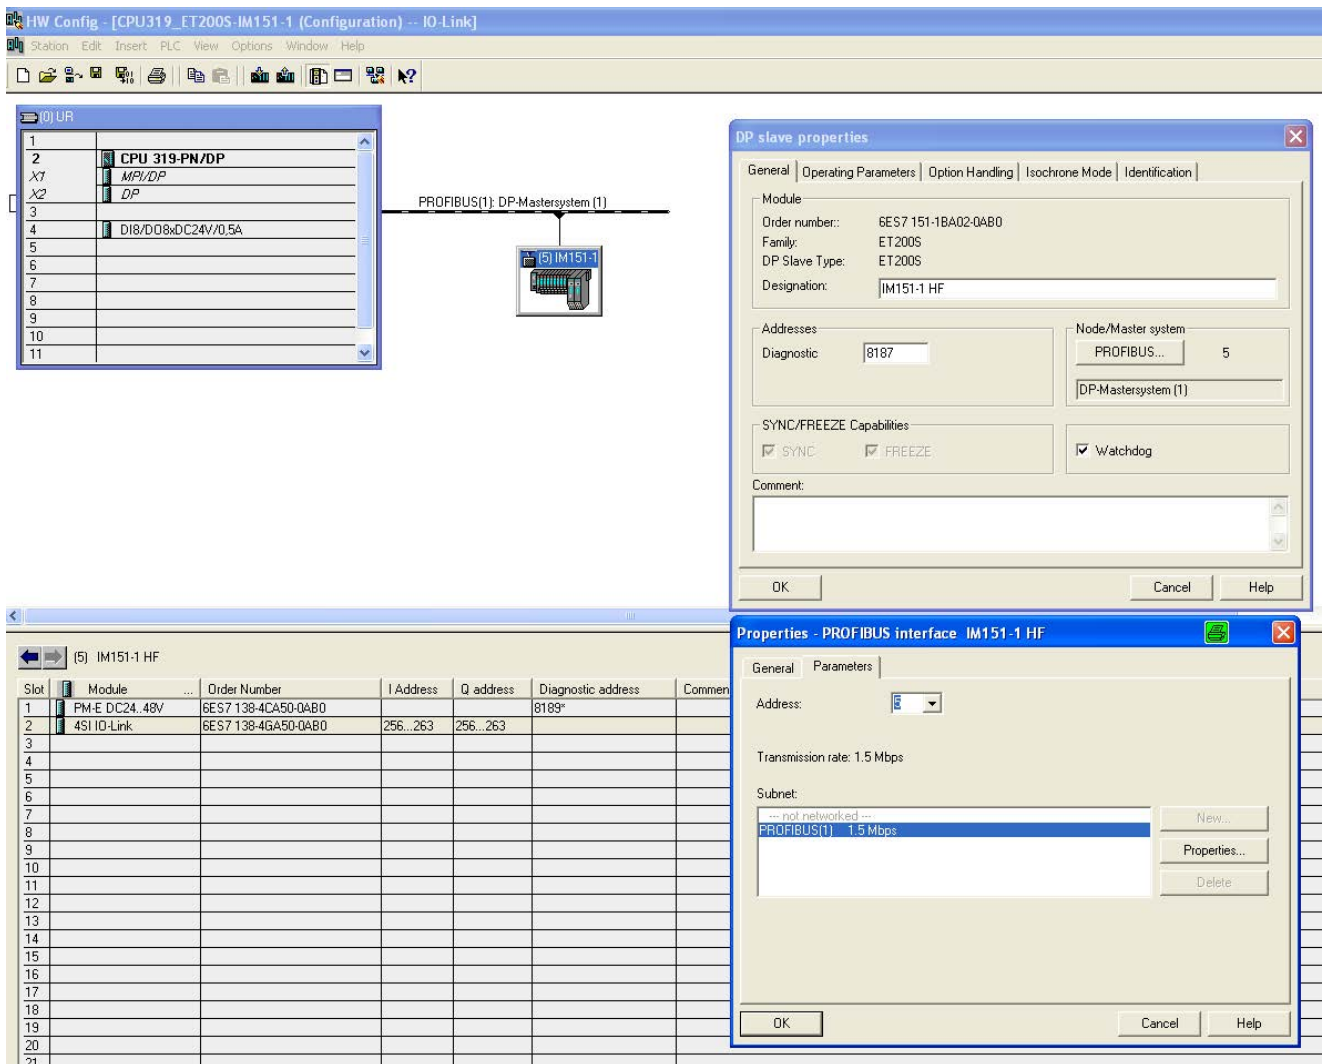 HW Config - [CPU319_ET200S-IM151-1 (Configuration) -- IO-Link]
Station Edit Insert PLC View Options Window Help
(0) UR
1
2 CPU 319-PN/DP
X1 MPI/DP
X2 DP
3
4 DI8/DO8xDC24V/0,5A
5
6
7
8
9
10
11
PROFIBUS(1): DP-Mastersystem (1)
(5) IM151-1
DP slave properties
General Operating Parameters Option Handling Isochrone Mode Identification
Module
Order number:: 6ES7 151-1BA02-0AB0
Family: ET200S
DP Slave Type: ET200S
Designation: IM151-1 HF
Addresses
Diagnostic 8187
Node/Master system
PROFIBUS... 5
DP-Mastersystem (1)
SYNC/FREEZE Capabilities
SYNC FREEZE
Watchdog
Comment:
OK Cancel Help
(5) IM151-1 HF
Slot Module ... Order Number I Address Q address Diagnostic address Commen
1 PM-E DC24..48V 6ES7 138-4CA50-0AB0 8189*
2 4SI IO-Link 6ES7 138-4GA50-0AB0 256...263 256...263
3
4
5
6
7
8
9
10
11
12
13
14
15
16
17
18
19
20
21
Properties - PROFIBUS interface IM151-1 HF
General Parameters
Address: 5
Transmission rate: 1.5 Mbps
Subnet:
--- not networked ---
PROFIBUS(1) 1.5 Mbps
New...
Properties...
Delete
OK Cancel Help